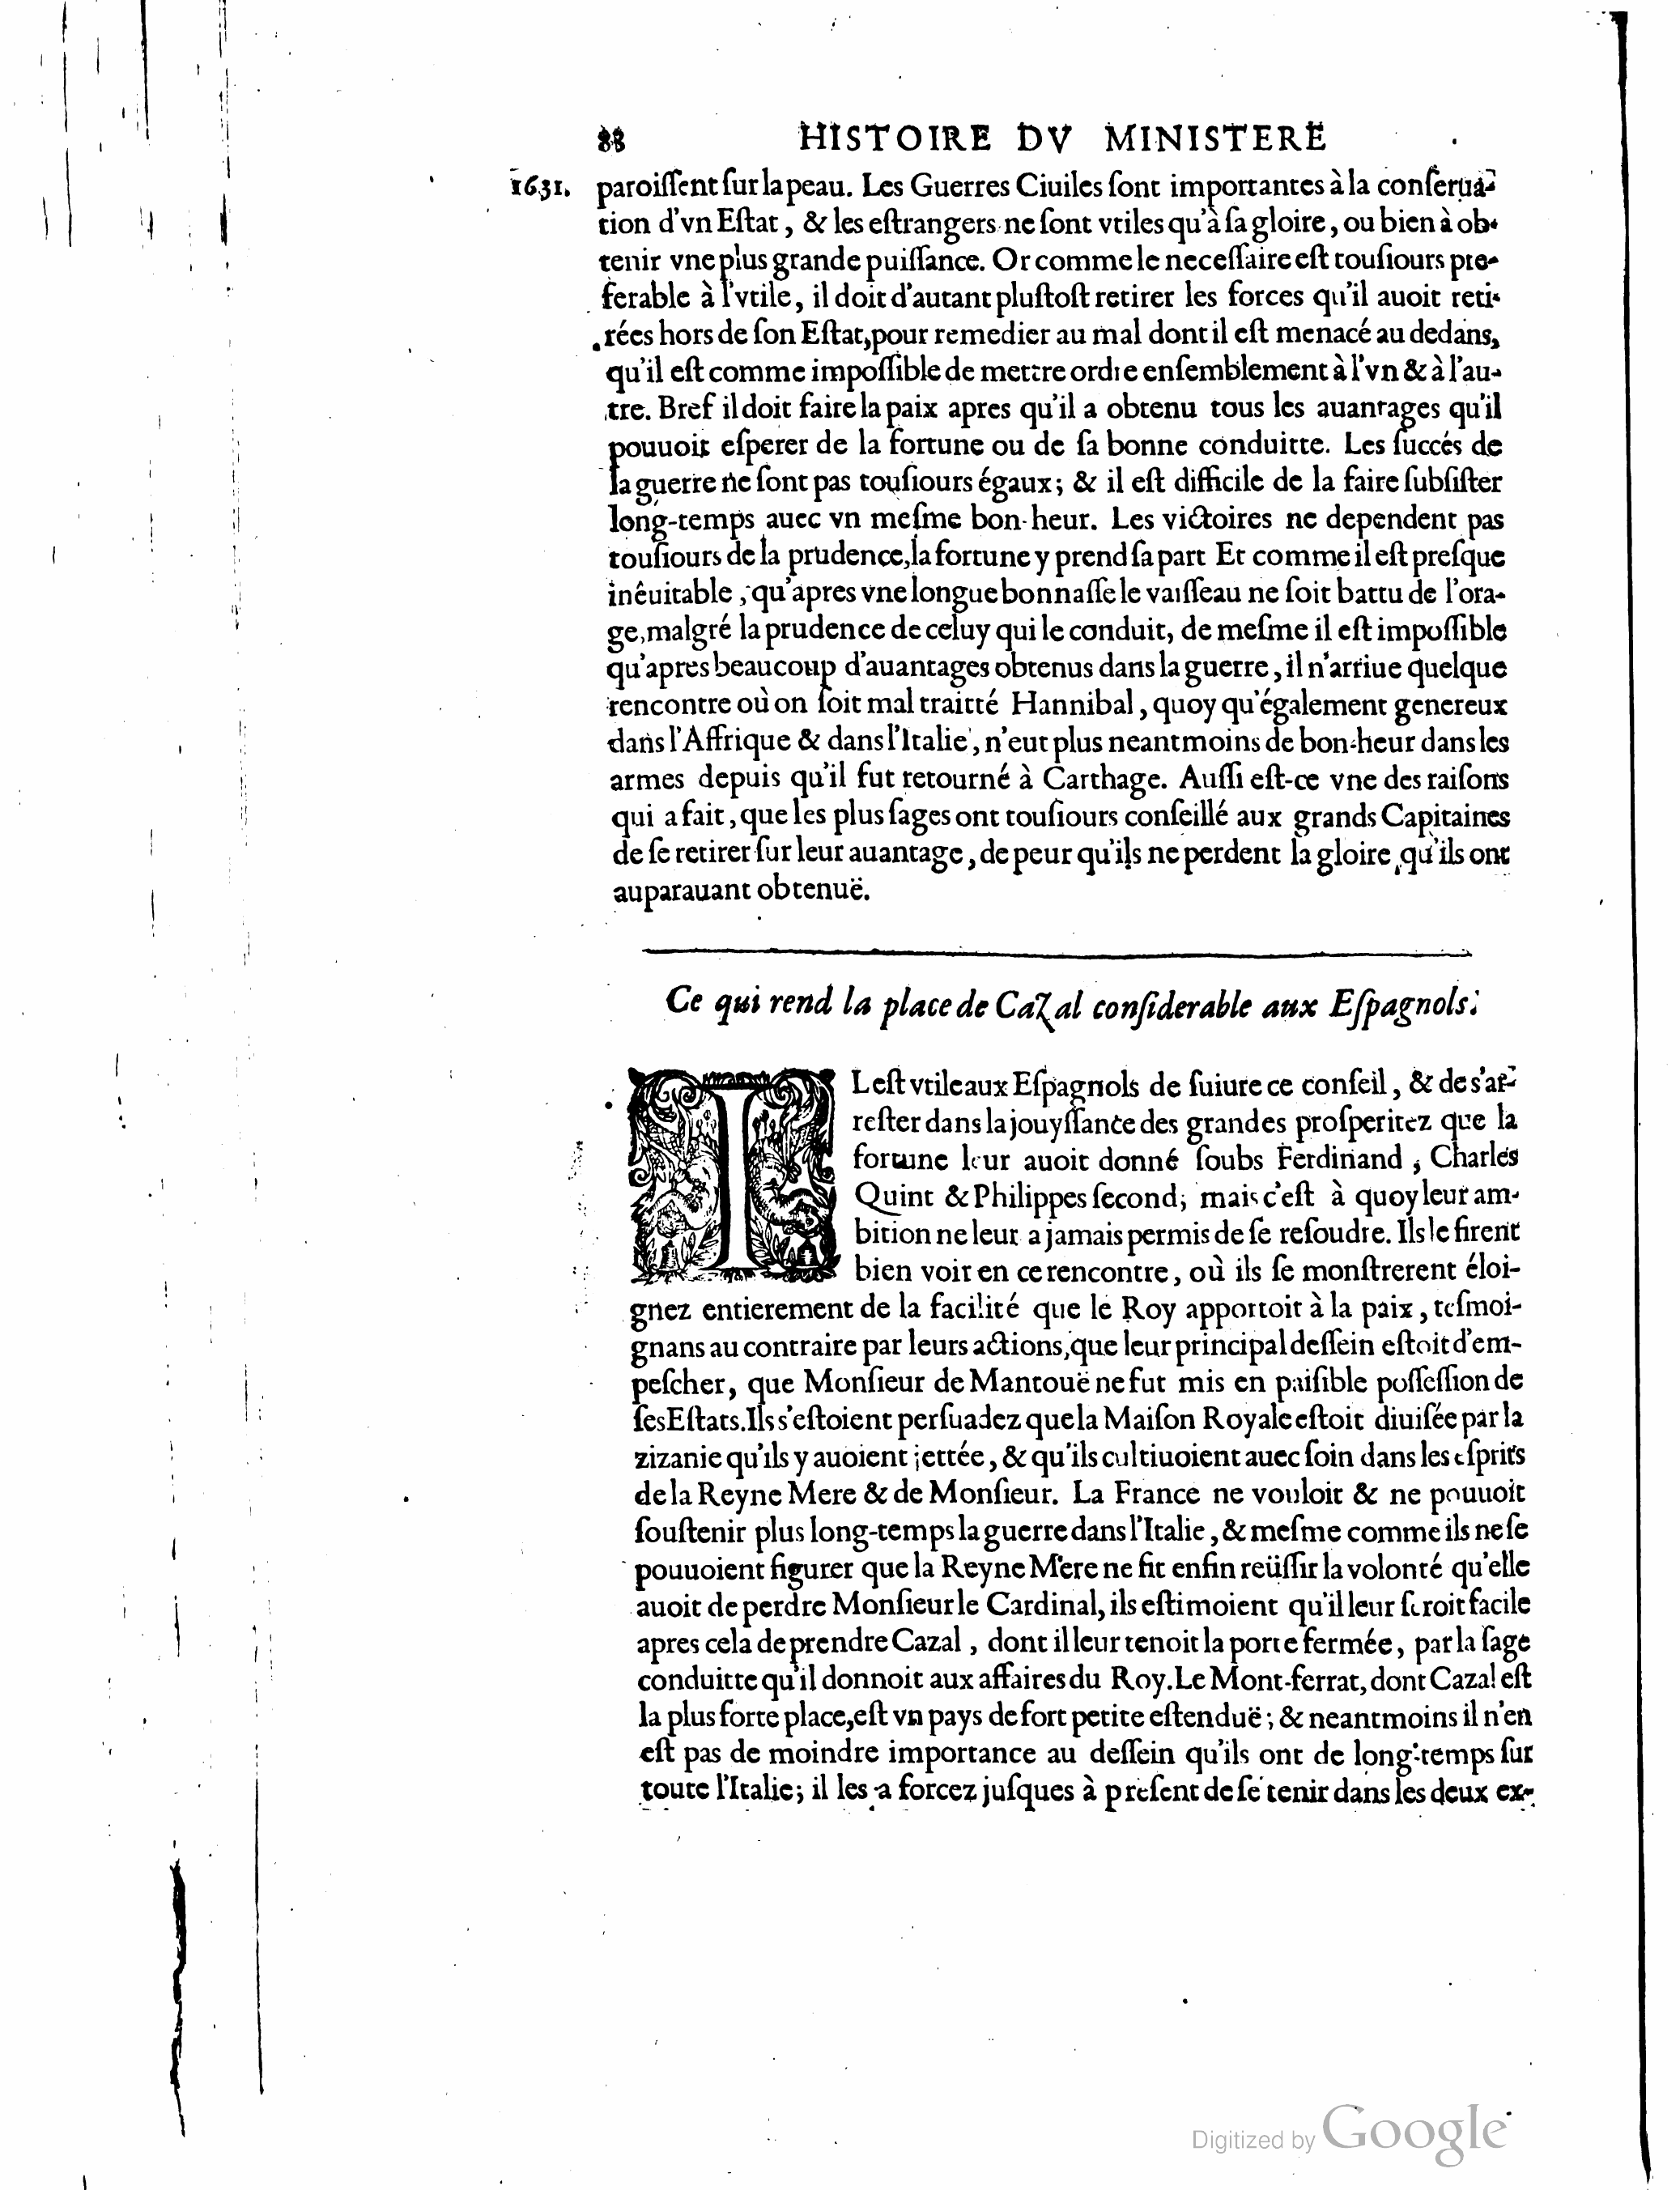 88 HISTOIRE DV MINISTERE
1631. paroiſſent ſur la peau. Les Guerres Ciuiles ſont importantes à la conſerua-
tion d'vn Eſtat, & les eſtrangers ne ſont vtiles qu'à ſa gloire, ou bien à ob-
tenir vne plus grande puiſſance. Or comme le neceſſaire eſt touſiours pre-
ferable à l'vtile, il doit d'autant pluſtoſt retirer les forces qu'il auoit reti-
rées hors de ſon Eſtat, pour remedier au mal dont il eſt menacé au dedans,
qu'il eſt comme impoſſible de mettre ordre enſemblement à l'vn & à l'au-
tre. Bref il doit faire la paix apres qu'il a obtenu tous les auantages qu'il
pouuoit eſperer de la fortune ou de ſa bonne conduitte. Les ſuccés de
la guerre ne ſont pas touſiours égaux; & il eſt difficile de la faire ſubſiſter
long-temps auec vn meſme bon-heur. Les victoires ne dependent pas
touſiours de la prudence, la fortune y prend ſa part Et comme il eſt preſque
inéuitable, qu'apres vne longue bonnaſſe le vaiſſeau ne ſoit battu de l'ora-
ge, malgré la prudence de celuy qui le conduit, de meſme il eſt impoſſible
qu'apres beaucoup d'auantages obtenus dans la guerre, il n'arriue quelque
rencontre où on ſoit mal traitté Hannibal, quoy qu'également genereux
dans l'Affrique & dans l'Italie, n'eut plus neantmoins de bon-heur dans les
armes depuis qu'il fut retourné à Carthage. Auſſi eſt-ce vne des raiſons
qui a fait, que les plus ſages ont touſiours conſeillé aux grands Capitaines
de ſe retirer ſur leur auantage, de peur qu'ils ne perdent la gloire qu'ils ont
auparauant obtenuë.
Ce qui rend la place de Cazal conſiderable aux Eſpagnols.
IL eſt vtile aux Eſpagnols de ſuiure ce conſeil, & de s'ar-
reſter dans la jouyſſance des grandes proſperitez que la
fortune leur auoit donné ſoubs Ferdinand, Charles
Quint & Philippes ſecond; mais c'eſt à quoy leur am-
bition ne leur a jamais permis de ſe reſoudre. Ils le firent
bien voir en ce rencontre, où ils ſe monſtrerent éloi-
gnez entierement de la facilité que le Roy apportoit à la paix, teſmoi-
gnans au contraire par leurs actions, que leur principal deſſein eſtoit d'em-
peſcher, que Monſieur de Mantouë ne fut mis en paiſible poſſeſſion de
ſes Eſtats. Ils s'eſtoient perſuadez que la Maiſon Royale eſtoit diuiſée par la
zizanie qu'ils y auoient jettée, & qu'ils cultiuoient auec ſoin dans les eſprits
de la Reyne Mere & de Monſieur. La France ne vouloit & ne pouuoit
ſouſtenir plus long-temps la guerre dans l'Italie, & meſme comme ils ne ſe
pouuoient figurer que la Reyne Mere ne fit enfin reüſſir la volonté qu'elle
auoit de perdre Monſieur le Cardinal, ils eſtimoient qu'il leur ſeroit facile
apres cela de prendre Cazal, dont il leur tenoit la porte fermée, par la ſage
conduitte qu'il donnoit aux affaires du Roy. Le Mont-ferrat, dont Cazal eſt
la plus forte place, eſt vn pays de fort petite eſtenduë; & neantmoins il n'en
eſt pas de moindre importance au deſſein qu'ils ont de long-temps ſur
toute l'Italie; il les a forcez juſques à preſent de ſe tenir dans les deux ex-
Digitized by Google